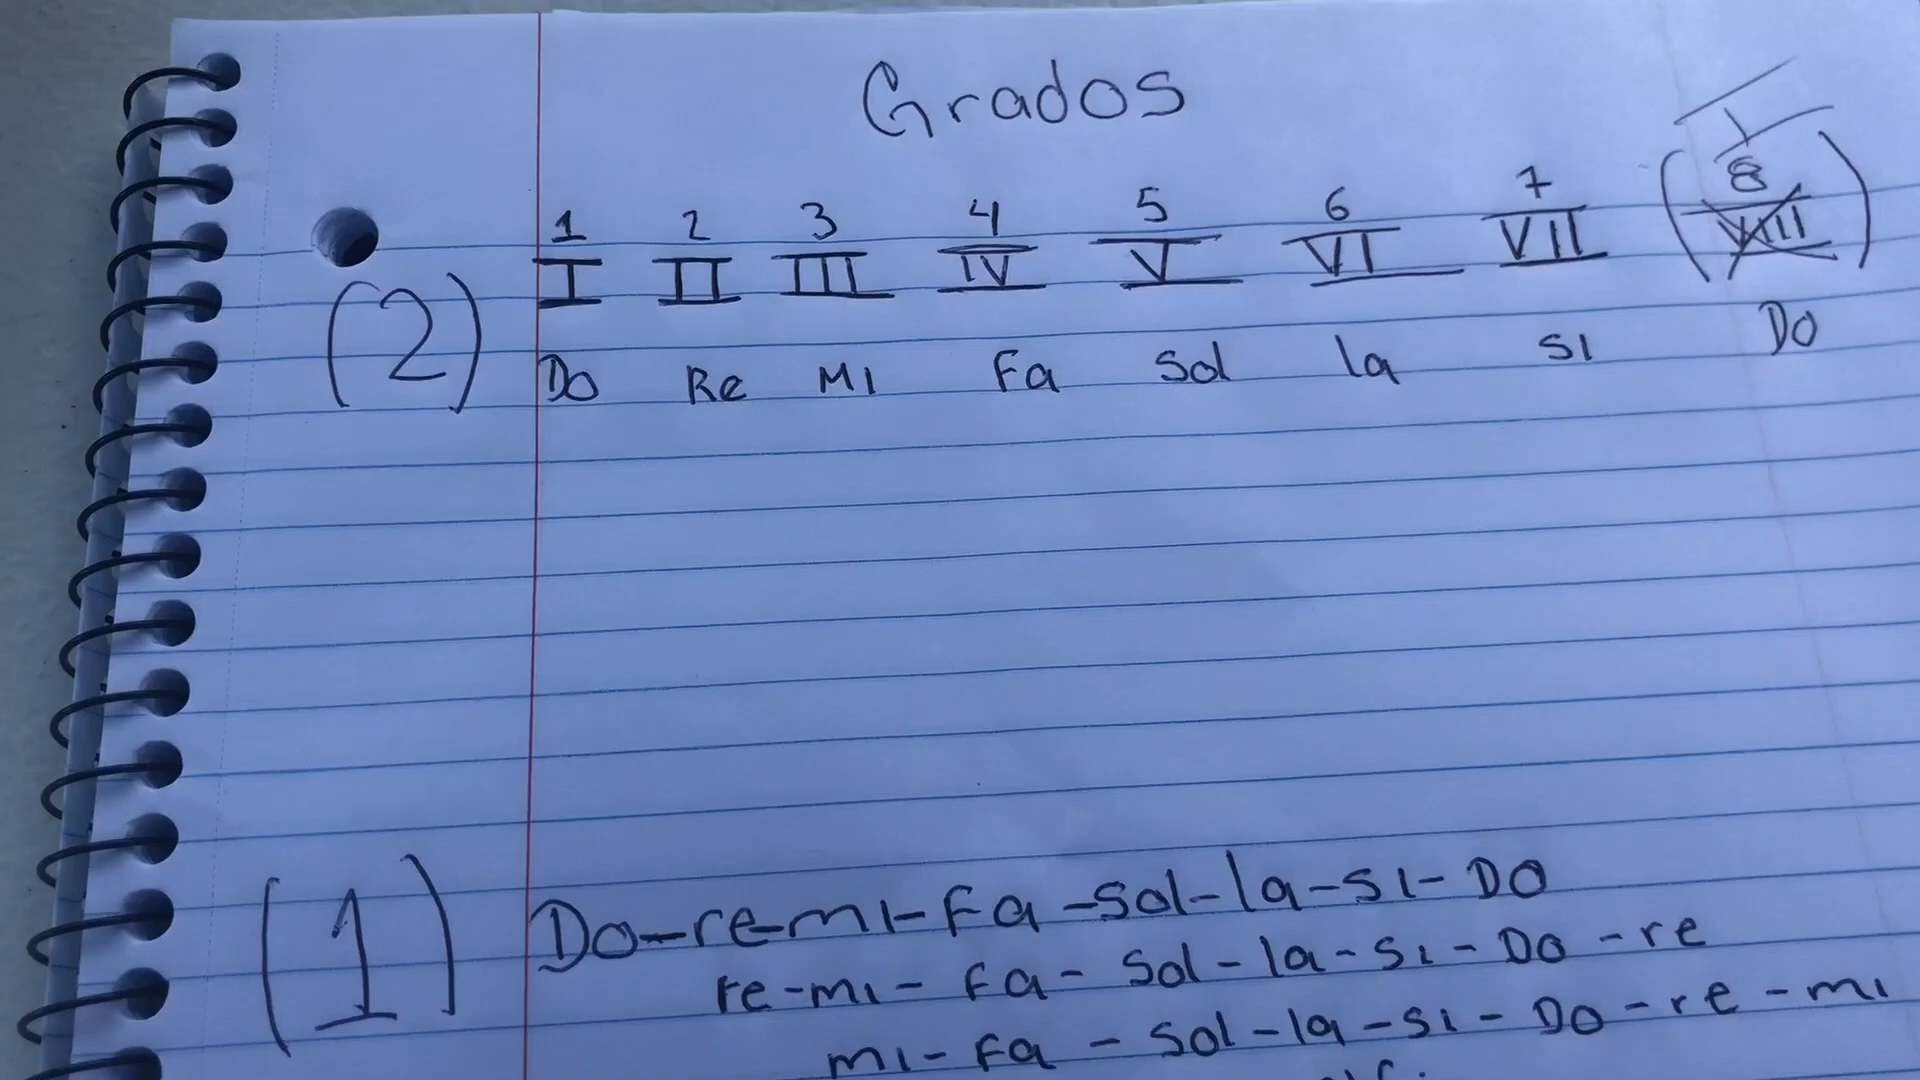 Grados
I
1 2 3 4 5 6 7 8
(2) I II III IV V VI VII (VIII)
Do Re Mi Fa Sol la Si Do
(1) Do-re-mi-Fa-Sol-la-si-Do
re-mi-Fa-Sol-la-si-Do-re
mi-Fa-Sol-la-si-Do-re-mi